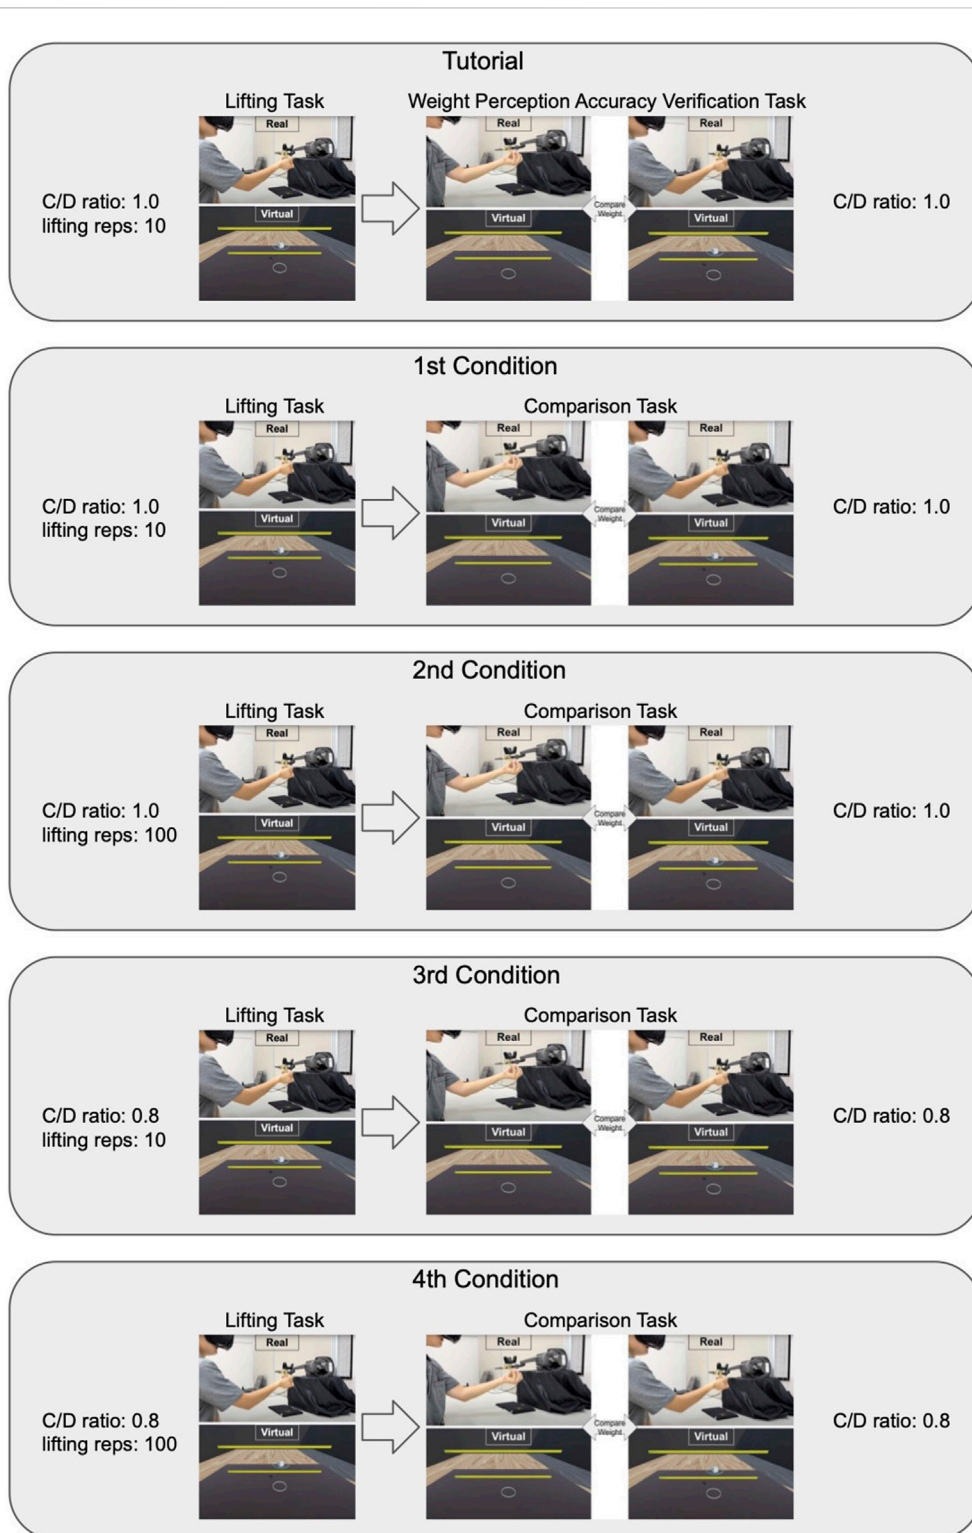 Tutorial
Lifting Task
Weight Perception Accuracy Verification Task
C/D ratio: 1.0
lifting reps: 10
Real
Virtual
Real
Virtual
Compare
Weight
Real
Virtual
C/D ratio: 1.0
1st Condition
Lifting Task
Comparison Task
C/D ratio: 1.0
lifting reps: 10
Real
Virtual
Real
Virtual
Compare
Weight
Real
Virtual
C/D ratio: 1.0
2nd Condition
Lifting Task
Comparison Task
C/D ratio: 1.0
lifting reps: 100
Real
Virtual
Real
Virtual
Compare
Weight
Real
Virtual
C/D ratio: 1.0
3rd Condition
Lifting Task
Comparison Task
C/D ratio: 0.8
lifting reps: 10
Real
Virtual
Real
Virtual
Compare
Weight
Real
Virtual
C/D ratio: 0.8
4th Condition
Lifting Task
Comparison Task
C/D ratio: 0.8
lifting reps: 100
Real
Virtual
Real
Virtual
Compare
Weight
Real
Virtual
C/D ratio: 0.8